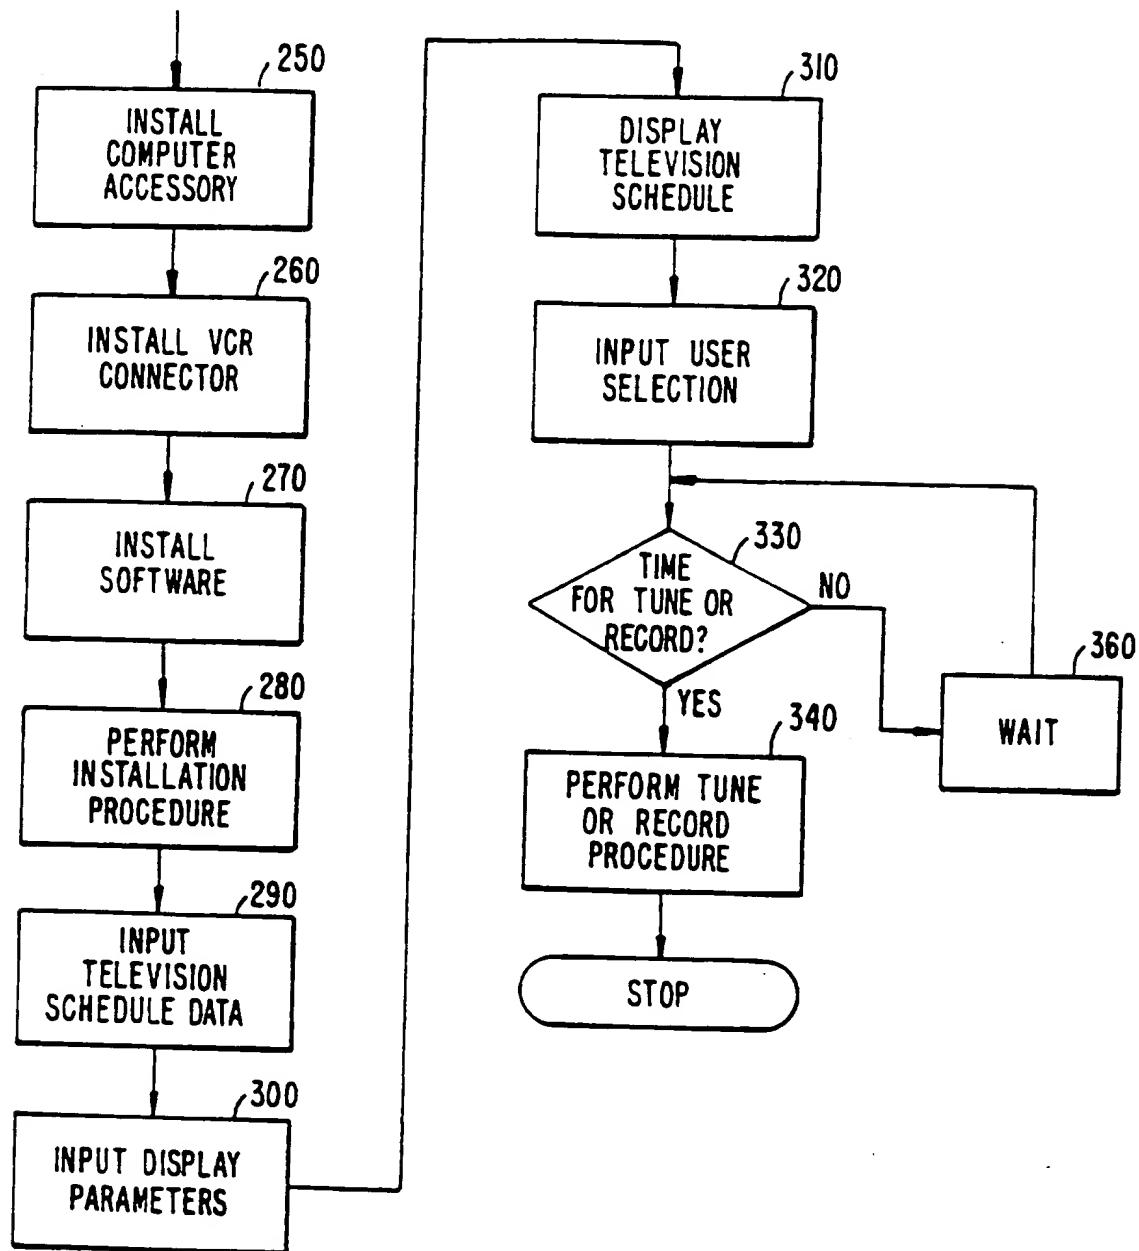 250
INSTALL
COMPUTER
ACCESSORY
260
INSTALL VCR
CONNECTOR
270
INSTALL
SOFTWARE
280
PERFORM
INSTALLATION
PROCEDURE
290
INPUT
TELEVISION
SCHEDULE DATA
300
INPUT DISPLAY
PARAMETERS
310
DISPLAY
TELEVISION
SCHEDULE
320
INPUT USER
SELECTION
330
TIME
FOR TUNE OR
RECORD?
NO
YES
360
WAIT
340
PERFORM TUNE
OR RECORD
PROCEDURE
STOP